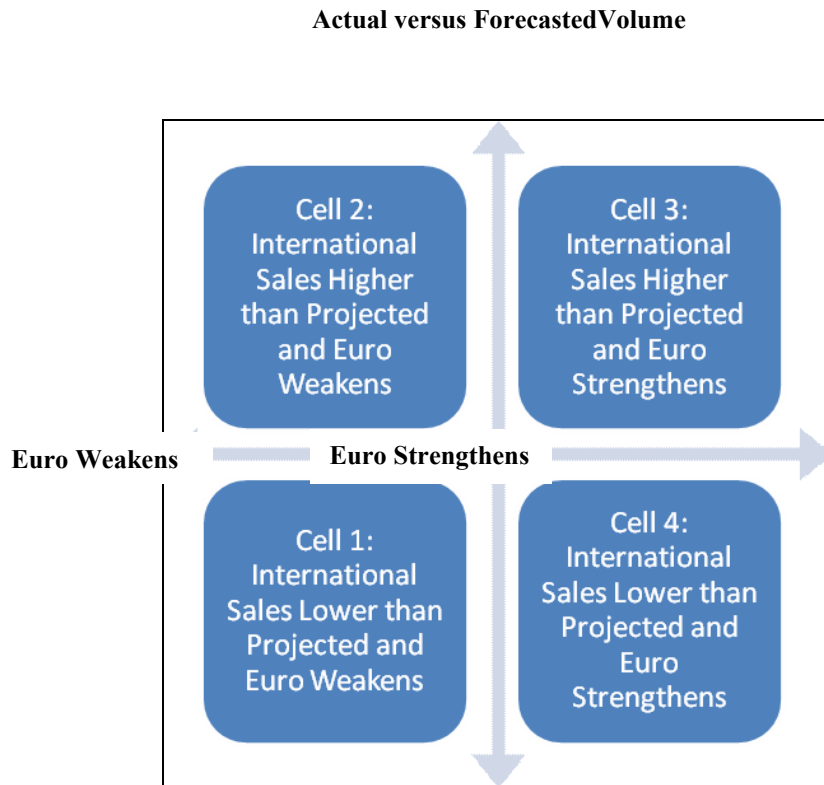 Actual versus ForecastedVolume
Cell 2:
International
Sales Higher
than Projected
and Euro
Weakens
Cell 3:
International
Sales Higher
than Projected
and Euro
Strengthens
Euro Weakens
Euro Strengthens
Cell 1:
International
Sales Lower than
Projected and
Euro Weakens
Cell 4:
International
Sales Lower than
Projected and
Euro
Strengthens